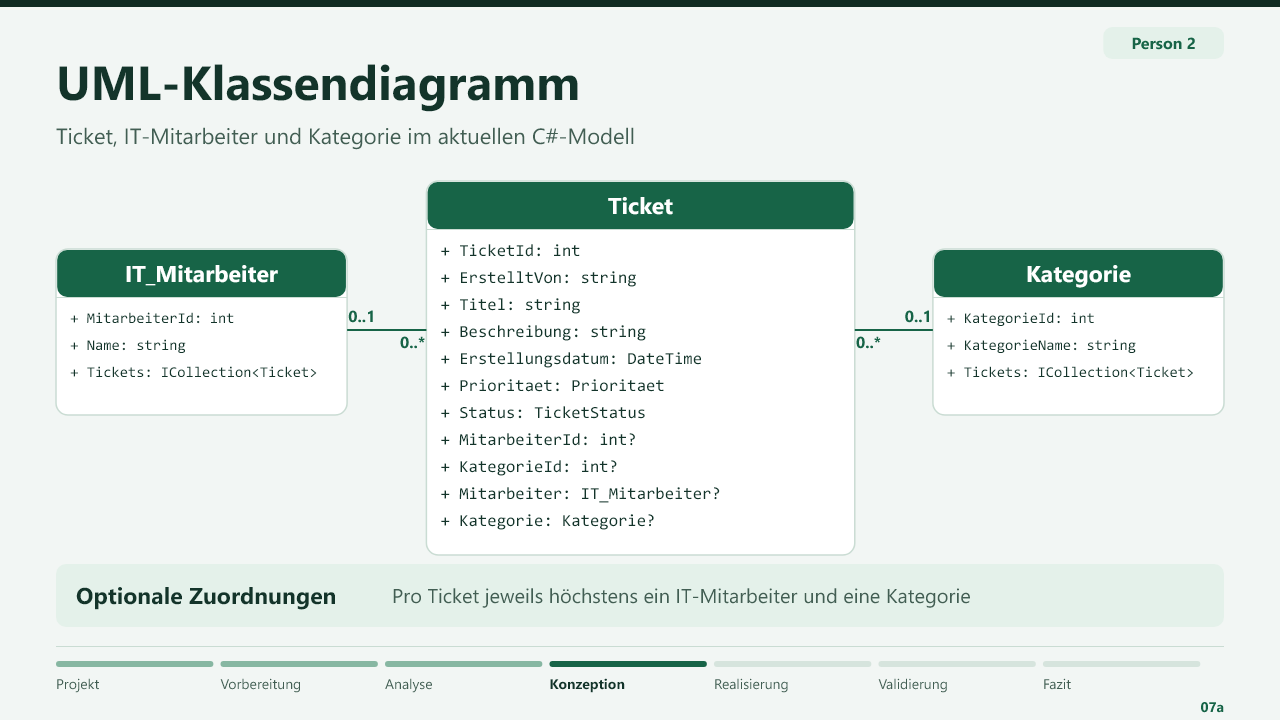 Person 2
UML-Klassendiagramm
Ticket, IT-Mitarbeiter und Kategorie im aktuellen C#-Modell
IT_Mitarbeiter
+ MitarbeiterId: int
+ Name: string
+ Tickets: ICollection<Ticket>
0..1
0..*
Ticket
+ TicketId: int
+ ErstelltVon: string
+ Titel: string
+ Beschreibung: string
+ Erstellungsdatum: DateTime
+ Prioritaet: Prioritaet
+ Status: TicketStatus
+ MitarbeiterId: int?
+ KategorieId: int?
+ Mitarbeiter: IT_Mitarbeiter?
+ Kategorie: Kategorie?
0..1
0..*
Kategorie
+ KategorieId: int
+ KategorieName: string
+ Tickets: ICollection<Ticket>
Optionale Zuordnungen
Pro Ticket jeweils höchstens ein IT-Mitarbeiter und eine Kategorie
Projekt
Vorbereitung
Analyse
Konzeption
Realisierung
Validierung
Fazit
07a